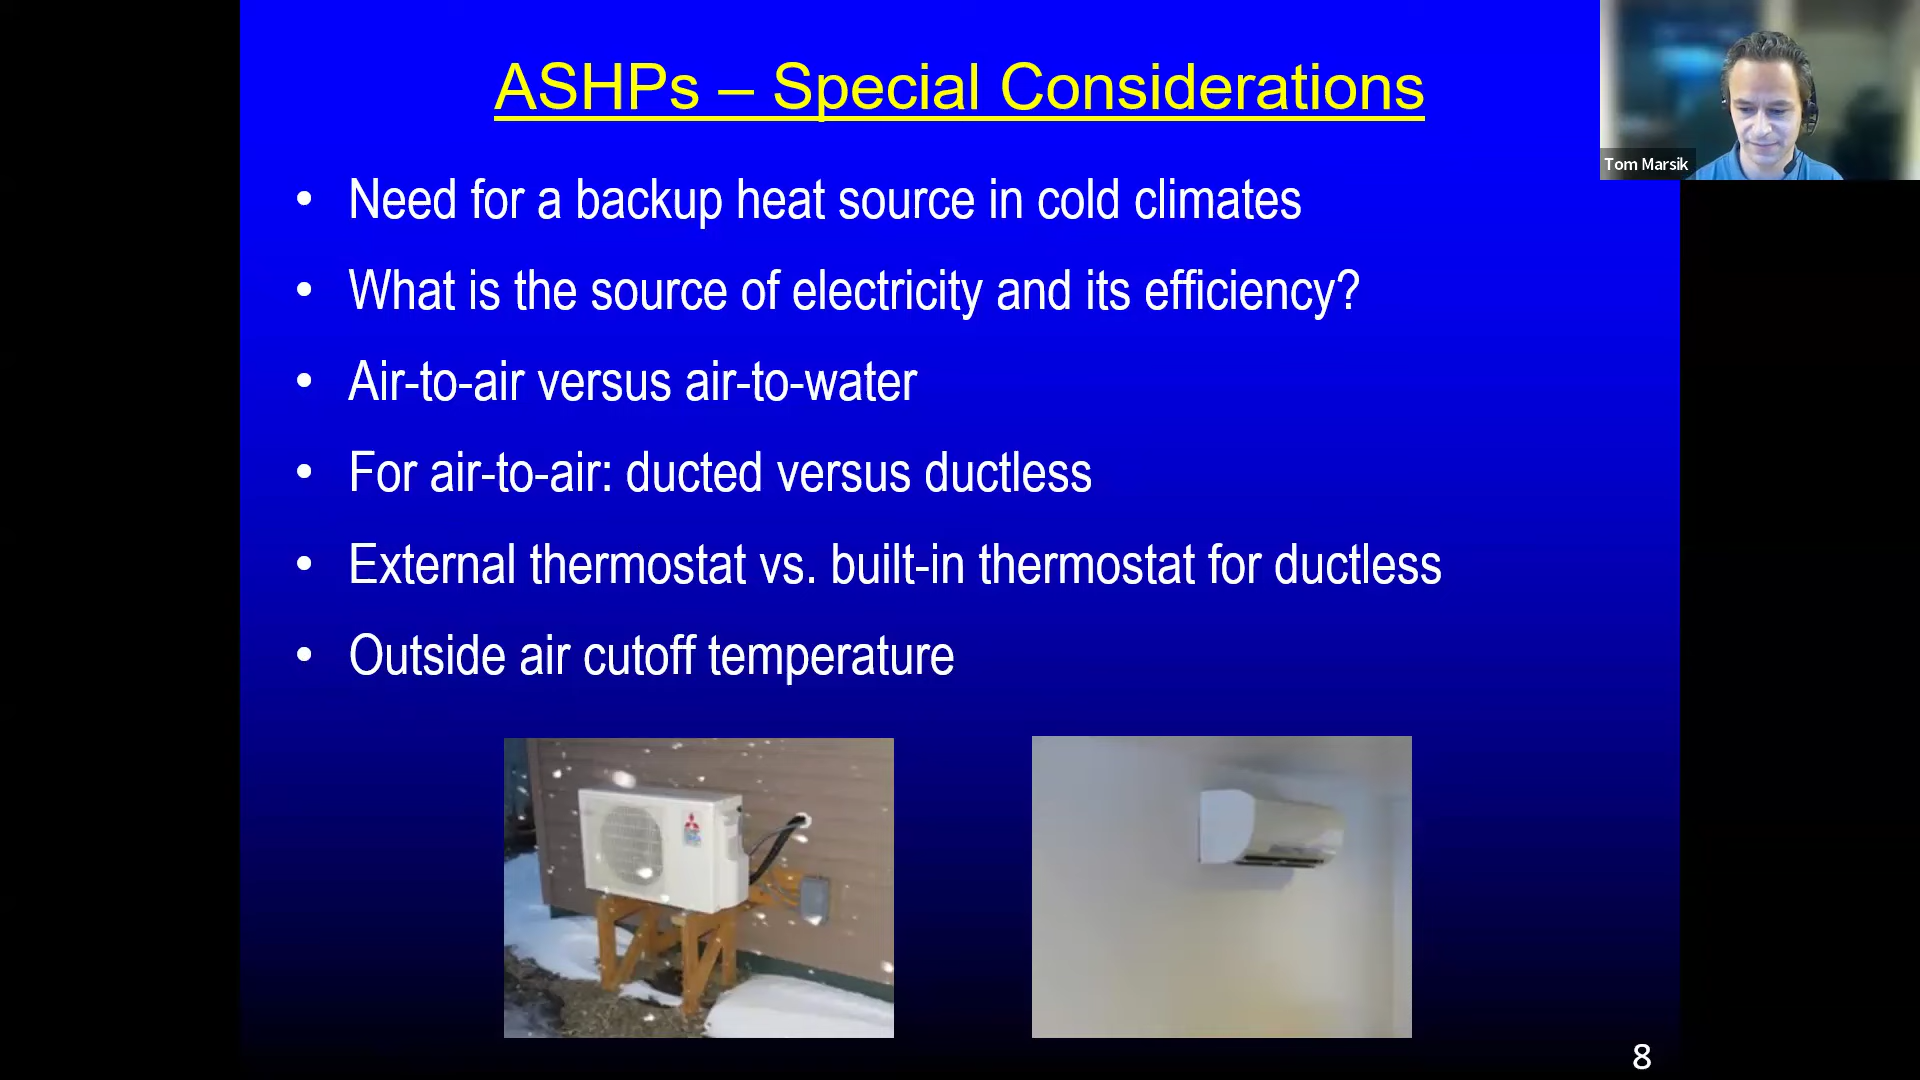 ASHPs – Special Considerations
Tom Marsik
• Need for a backup heat source in cold climates
• What is the source of electricity and its efficiency?
• Air-to-air versus air-to-water
• For air-to-air: ducted versus ductless
• External thermostat vs. built-in thermostat for ductless
• Outside air cutoff temperature
8